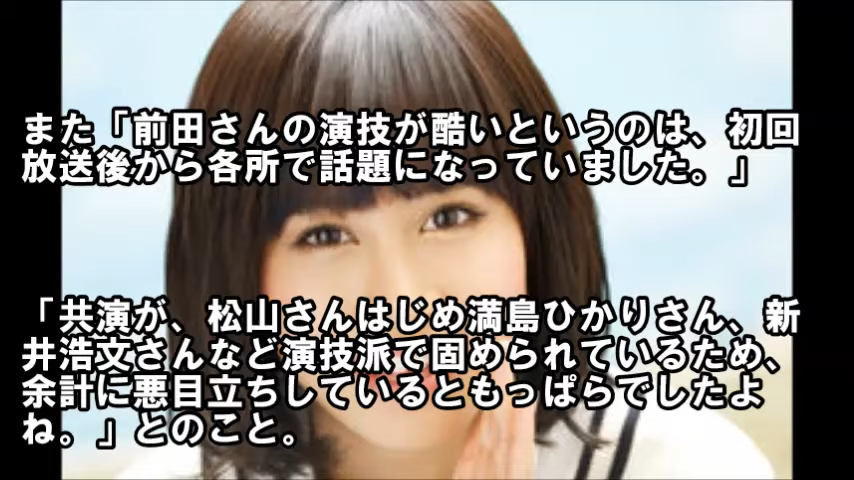 また「前田さんの演技が酷いというのは、初回
放送後から各所で話題になっていました。」
「共演が、松山さんはじめ満島ひかりさん、新
井浩文さんなど演技派で固められているため、
余計に悪目立ちしているともっぱらでしたよ
ね。」とのこと。